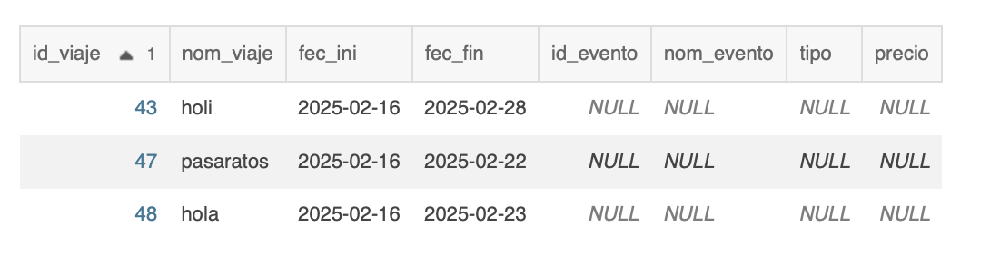 id_viaje ▲ 1 nom_viaje fec_ini fec_fin id_evento nom_evento tipo precio
43 holi 2025-02-16 2025-02-28 NULL NULL NULL NULL
47 pasaratos 2025-02-16 2025-02-22 NULL NULL NULL NULL
48 hola 2025-02-16 2025-02-23 NULL NULL NULL NULL